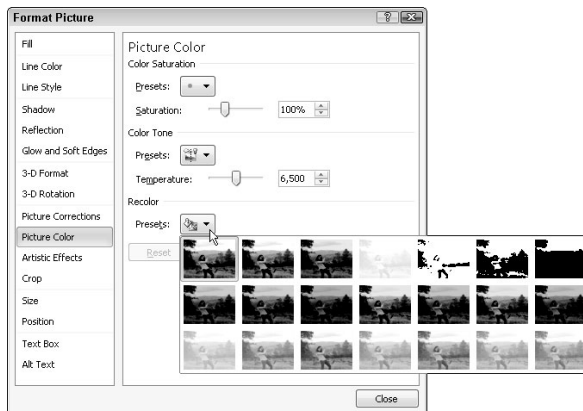 Format Picture
Fill
Line Color
Line Style
Shadow
Reflection
Glow and Soft Edges
3-D Format
3-D Rotation
Picture Corrections
Picture Color
Artistic Effects
Crop
Size
Position
Text Box
Alt Text
Picture Color
Color Saturation
Presets:
Saturation: 100%
Color Tone
Presets:
Temperature: 6,500
Recolor
Presets:
Reset
Close